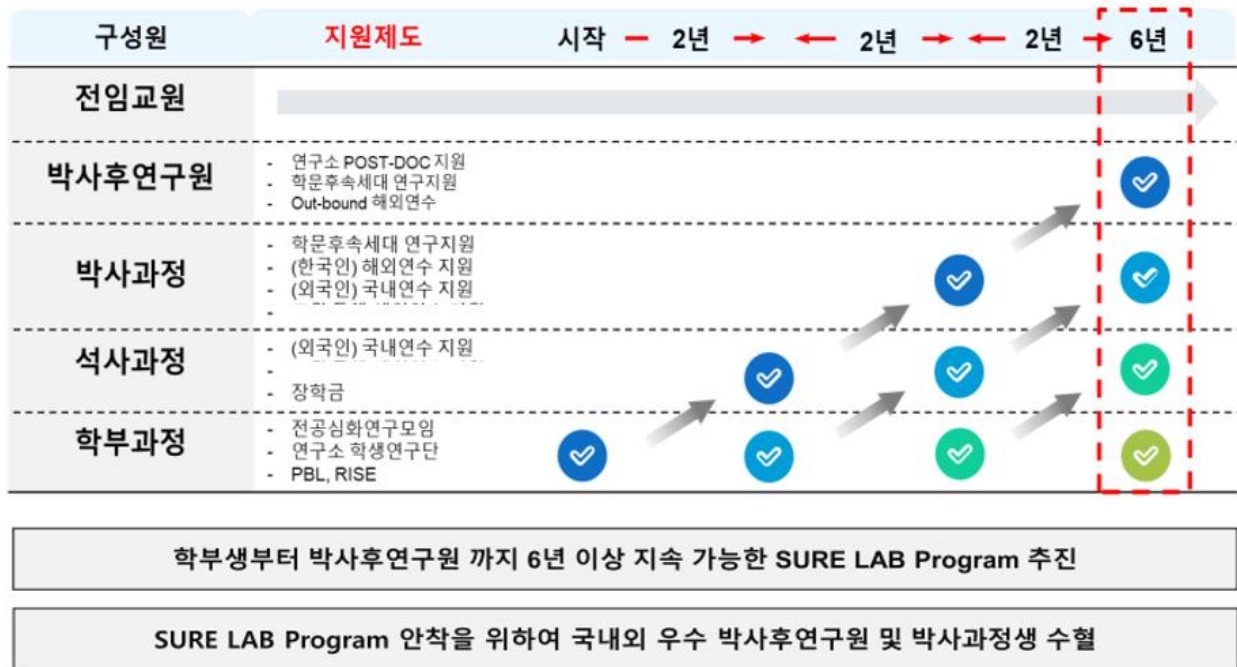 구성원 지원제도 시작 2년 2년 2년 6년
전임교원
박사후연구원
- 연구소 POST-DOC 지원
- 학문후속세대 연구지원
- Out-bound 해외연수
박사과정
- 학문후속세대 연구지원
- (한국인) 해외연수 지원
- (외국인) 국내연수 지원
-
석사과정
- (외국인) 국내연수 지원
-
- 장학금
학부과정
- 전공심화연구모임
- 연구소 학생연구단
- PBL, RISE
학부생부터 박사후연구원 까지 6년 이상 지속 가능한 SURE LAB Program 추진
SURE LAB Program 안착을 위하여 국내외 우수 박사후연구원 및 박사과정생 수혈